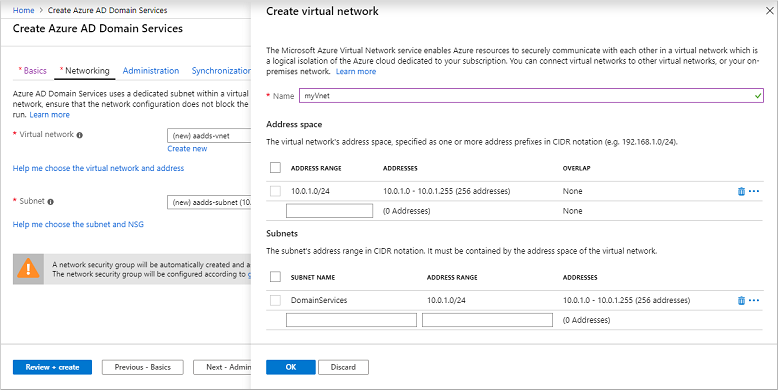 Home > Create Azure AD Domain Services
Create Azure AD Domain Services
* Basics * Networking Administration Synchronization
Azure AD Domain Services uses a dedicated subnet within a virtual
network, ensure that the network configuration does not block the
run. Learn more
* Virtual network
(new) aadds-vnet
Create new
Help me choose the virtual network and address
* Subnet
(new) aadds-subnet (10.
Help me choose the subnet and NSG
A network security group will be automatically created and a
The network security group will be configured according to
Review + create
Previous - Basics
Next - Admin
Create virtual network
The Microsoft Azure Virtual Network service enables Azure resources to securely communicate with each other in a virtual network which is
a logical isolation of the Azure cloud dedicated to your subscription. You can connect virtual networks to other virtual networks, or your on-
premises network. Learn more
* Name
myVnet
Address space
The virtual network's address space, specified as one or more address prefixes in CIDR notation (e.g. 192.168.1.0/24).
ADDRESS RANGE ADDRESSES OVERLAP
10.0.1.0/24 10.0.1.0 - 10.0.1.255 (256 addresses) None
(0 Addresses) None
Subnets
The subnet's address range in CIDR notation. It must be contained by the address space of the virtual network.
SUBNET NAME ADDRESS RANGE ADDRESSES
DomainServices 10.0.1.0/24 10.0.1.0 - 10.0.1.255 (256 addresses)
(0 Addresses)
OK
Discard